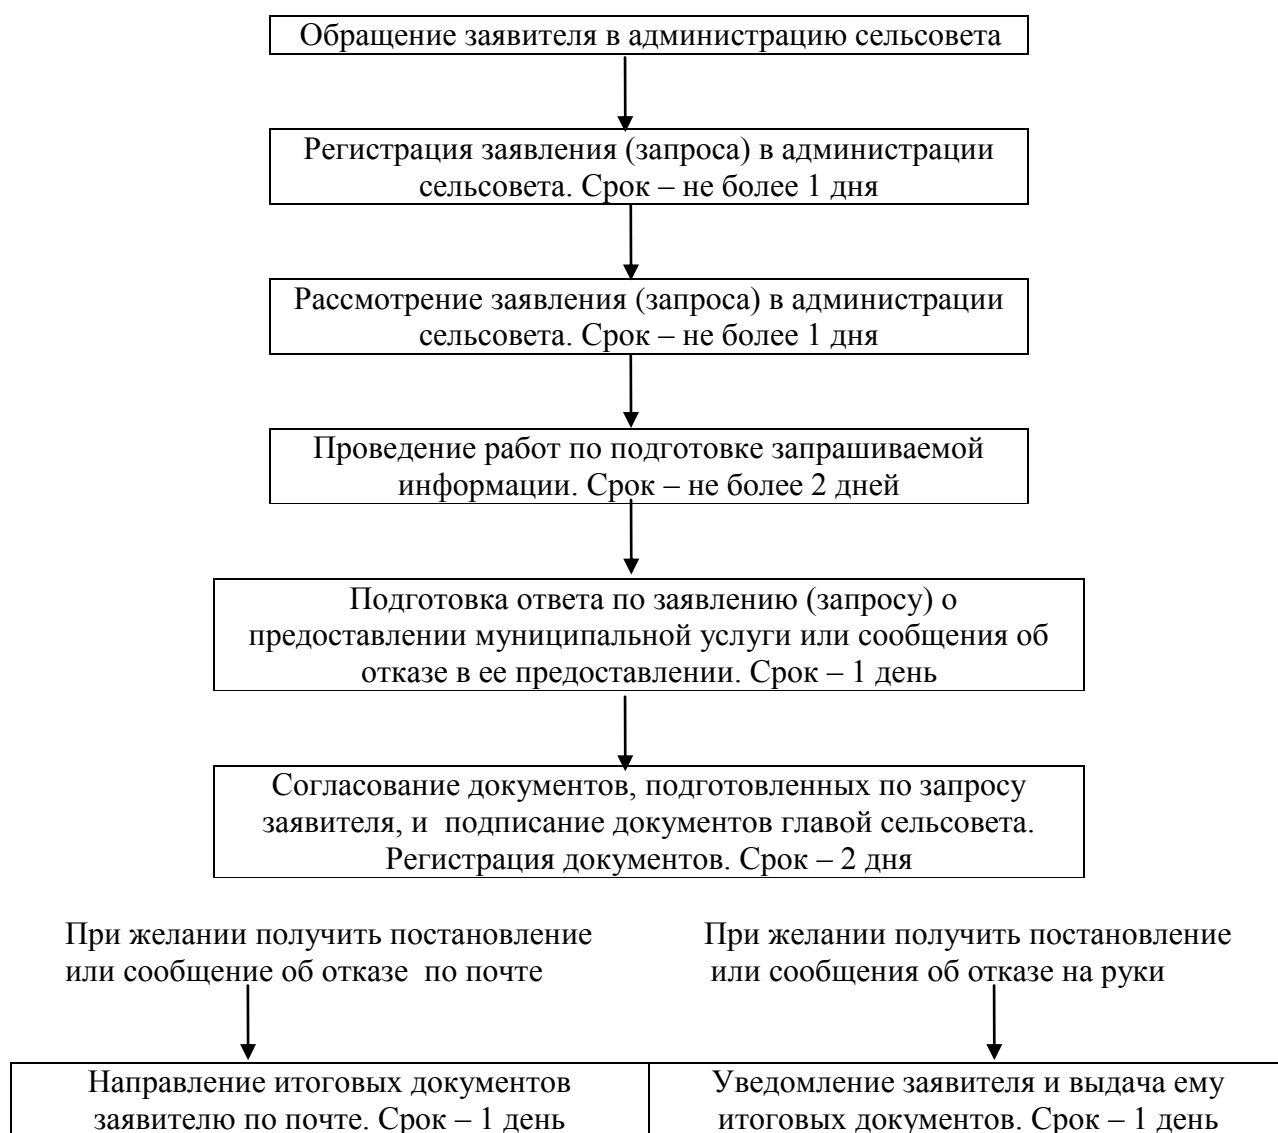 Обращение заявителя в администрацию сельсовета
Регистрация заявления (запроса) в администрации
сельсовета. Срок – не более 1 дня
Рассмотрение заявления (запроса) в администрации
сельсовета. Срок – не более 1 дня
Проведение работ по подготовке запрашиваемой
информации. Срок – не более 2 дней
Подготовка ответа по заявлению (запросу) о
предоставлении муниципальной услуги или сообщения об
отказе в ее предоставлении. Срок – 1 день
Согласование документов, подготовленных по запросу
заявителя, и подписание документов главой сельсовета.
Регистрация документов. Срок – 2 дня
При желании получить постановление
или сообщение об отказе по почте
При желании получить постановление
или сообщения об отказе на руки
Направление итоговых документов
заявителю по почте. Срок – 1 день
Уведомление заявителя и выдача ему
итоговых документов. Срок – 1 день